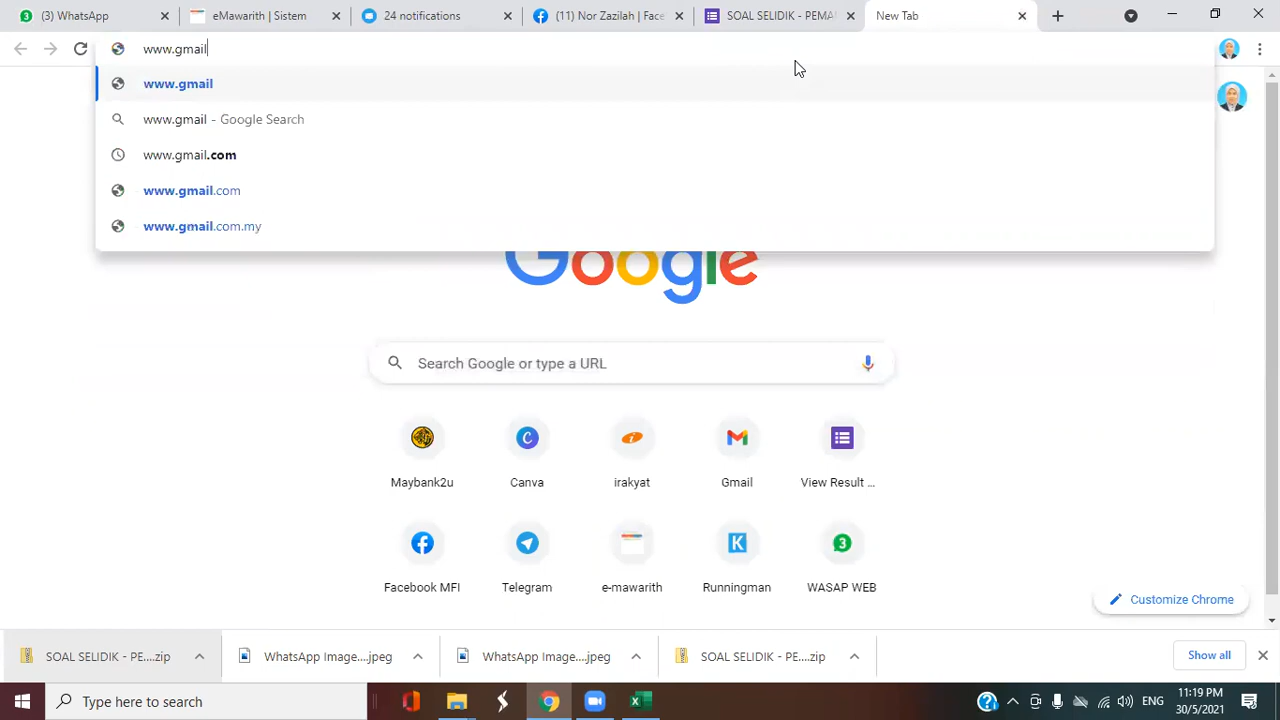 (3) WhatsApp
eMawarith | Sistem
24 notifications
(11) Nor Zazilah | Face
SOAL SELIDIK - PEMA
New Tab
www.gmail
www.gmail
www.gmail - Google Search
www.gmail.com
www.gmail.com
www.gmail.com.my
Google
Search Google or type a URL
Maybank2u
Canva
irakyat
Gmail
View Result ...
Facebook MFI
Telegram
e-mawarith
Runningman
WASAP WEB
Customize Chrome
SOAL SELIDIK - PE....zip
WhatsApp Image....jpeg
WhatsApp Image....jpeg
SOAL SELIDIK - PE....zip
Show all
Type here to search
ENG
11:19 PM
30/5/2021